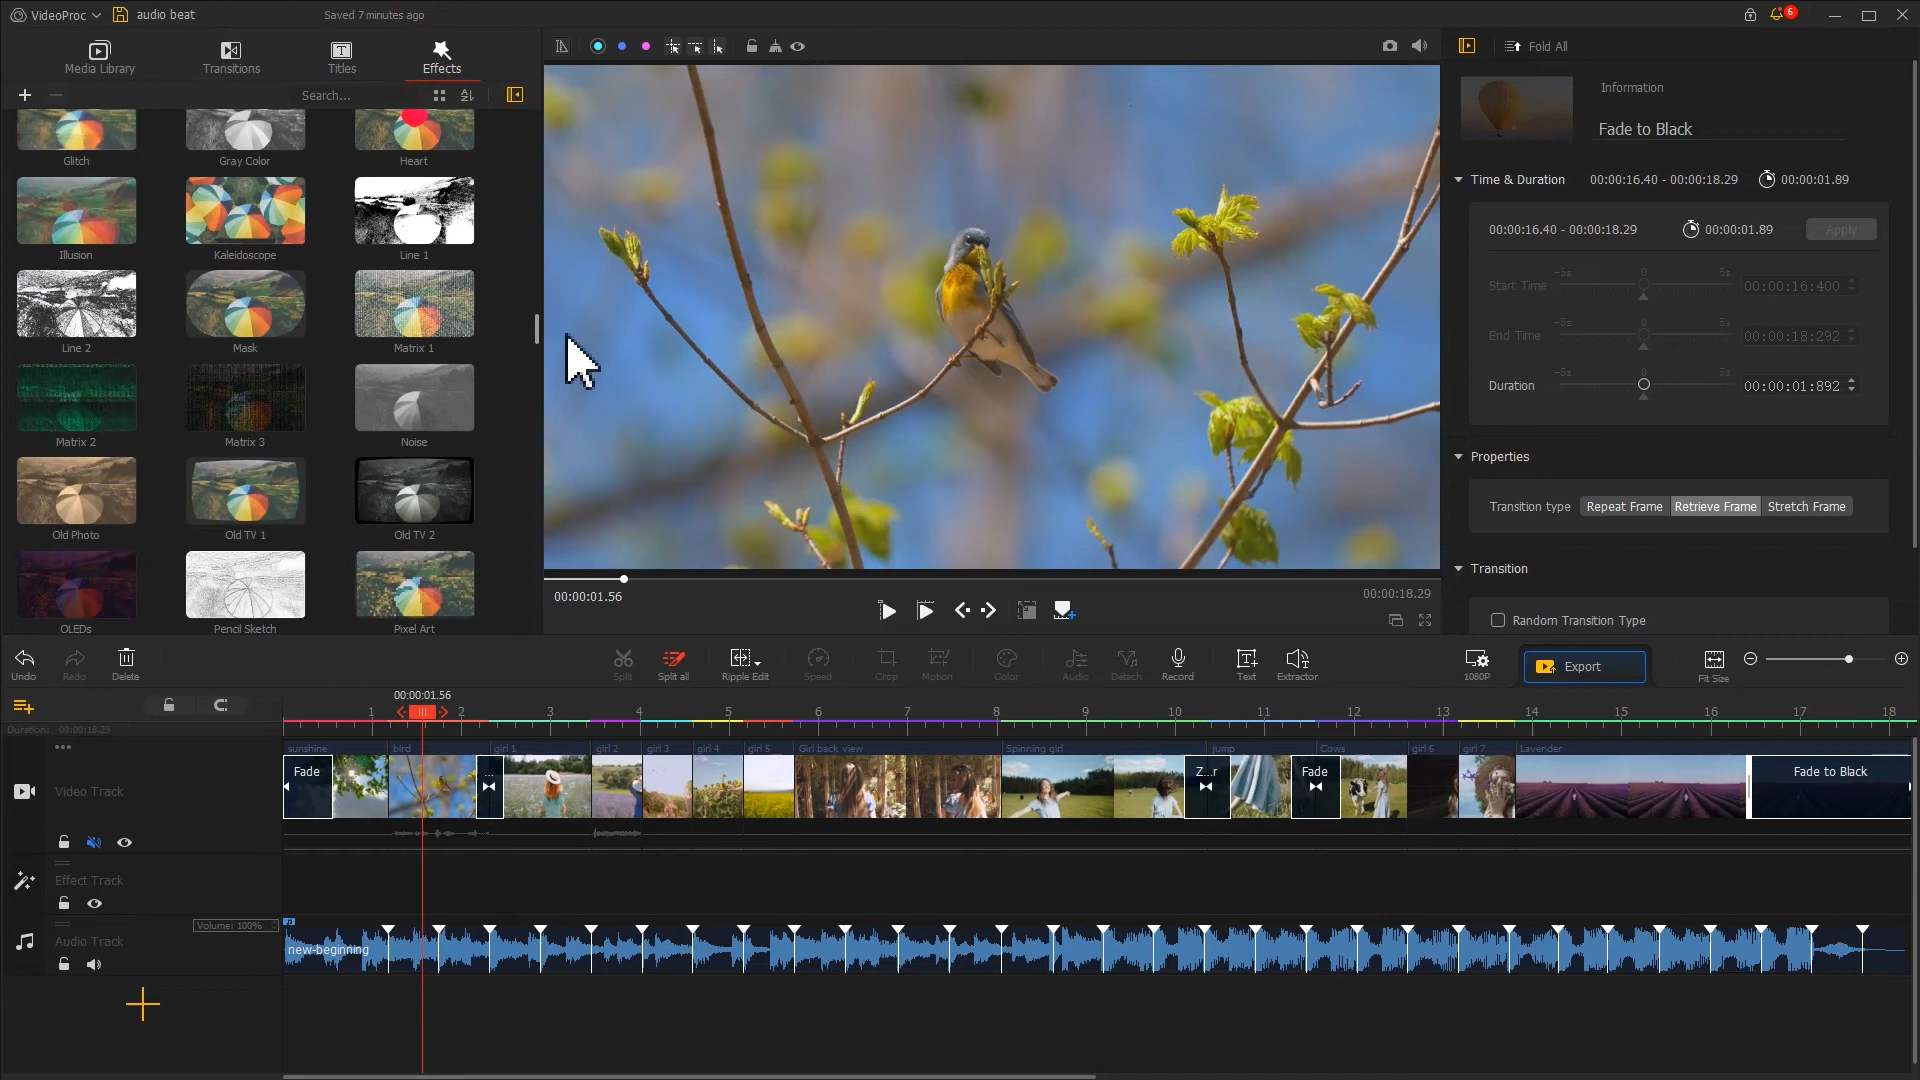 VideoProc
audio beat
Saved 7 minutes ago
6
Media Library
Transitions
Titles
Effects
Search...
Fold All
Information
Fade to Black
Glitch
Gray Color
Heart
Illusion
Kaleidoscope
Line 1
Line 2
Mask
Matrix 1
Matrix 2
Matrix 3
Noise
Old Photo
Old TV 1
Old TV 2
OLEDs
Pencil Sketch
Pixel Art
Time & Duration 00:00:16.40 - 00:00:18.29 00:00:01.89
00:00:16.40 - 00:00:18.29 00:00:01.89 Apply
-5s 0 5s
Start Time 00:00:16:400
-5s 0 5s
End Time 00:00:18:292
-5s 0 5s
Duration 00:00:01:892
Properties
Transition type Repeat Frame Retrieve Frame Stretch Frame
Transition
Random Transition Type
00:00:01.56
00:00:18.29
Undo
Redo
Delete
Split
Split all
Ripple Edit
Speed
Crop
Motion
Color
Audio
Detach
Record
Text
Extractor
1080P
Export
Fit Size
00:00:01.56
1 2 3 4 5 6 7 8 9 10 11 12 13 14 15 16 17 18
Duration: 00:00:18.29
sunshine
bird
girl 1
girl 2
girl 3
girl 4
girl 5
Girl back view
Spinning girl
jump
Cows
girl 6
girl 7
Lavender
Video Track
Fade
...
Z...r
Fade
Fade to Black
Effect Track
Volume: 100%
Audio Track
new-beginning